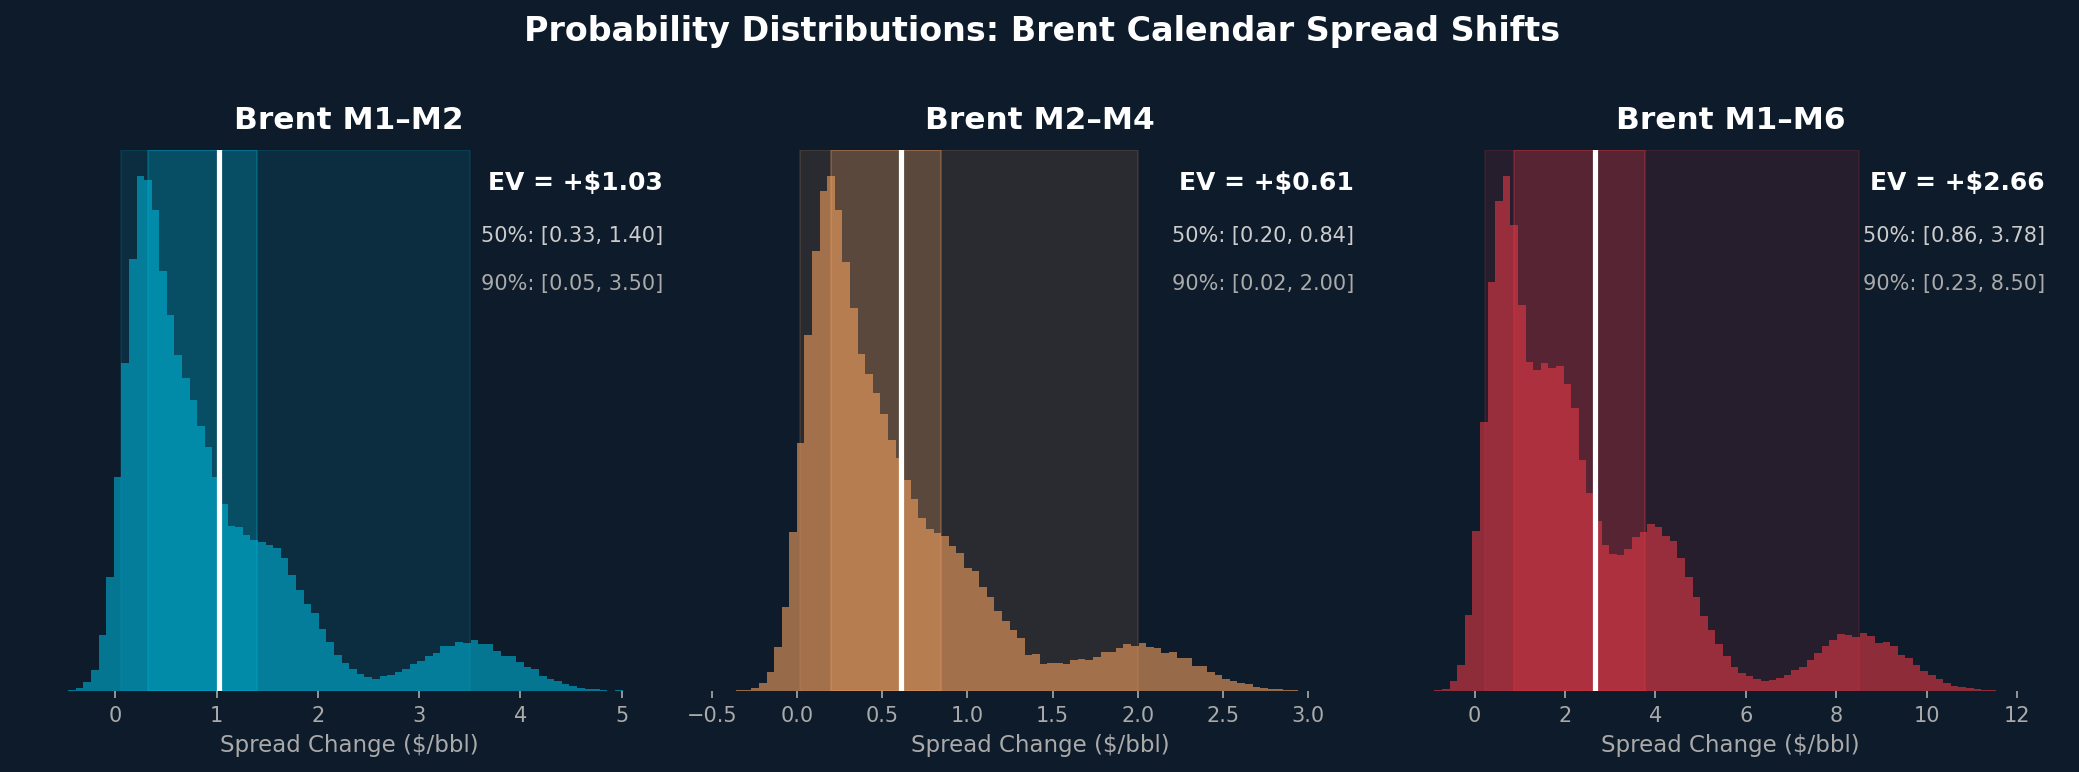 Probability Distributions: Brent Calendar Spread Shifts
Brent M1–M2
EV = +$1.03
50%: [0.33, 1.40]
90%: [0.05, 3.50]
0 1 2 3 4 5
Spread Change ($/bbl)
Brent M2–M4
EV = +$0.61
50%: [0.20, 0.84]
90%: [0.02, 2.00]
−0.5 0.0 0.5 1.0 1.5 2.0 2.5 3.0
Spread Change ($/bbl)
Brent M1–M6
EV = +$2.66
50%: [0.86, 3.78]
90%: [0.23, 8.50]
0 2 4 6 8 10 12
Spread Change ($/bbl)